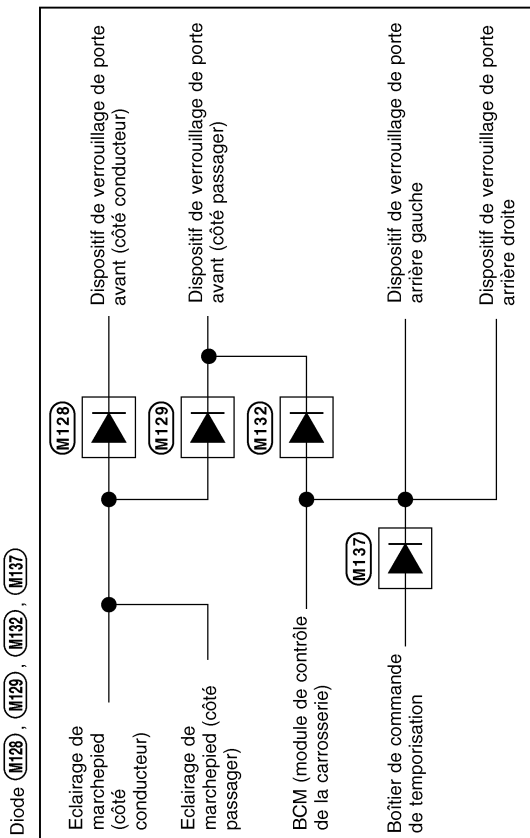 Diode M128 , M129 , M132 , M137
Eclairage de
marchepied
(côté
conducteur)
M128
Dispositif de verrouillage de porte
avant (côté conducteur)
Eclairage de
marchepied (côté
passager)
M129
Dispositif de verrouillage de porte
avant (côté passager)
BCM (module de contrôle
de la carrosserie)
M132
Boîtier de commande
de temporisation
M137
Dispositif de verrouillage de porte
arrière gauche
Dispositif de verrouillage de porte
arrière droite